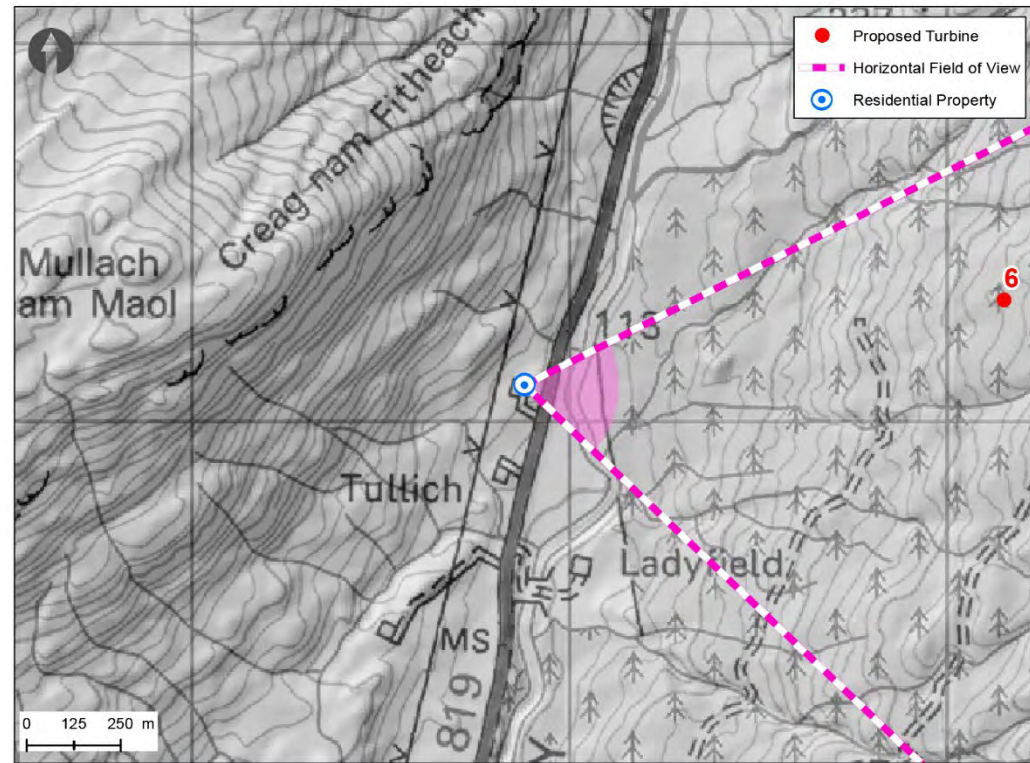 Proposed Turbine
Horizontal Field of View
Residential Property
Creag nam Fitheach
Mullach
am Maol
6
113
Tullich
Ladyfield
MS
819
0 125 250 m